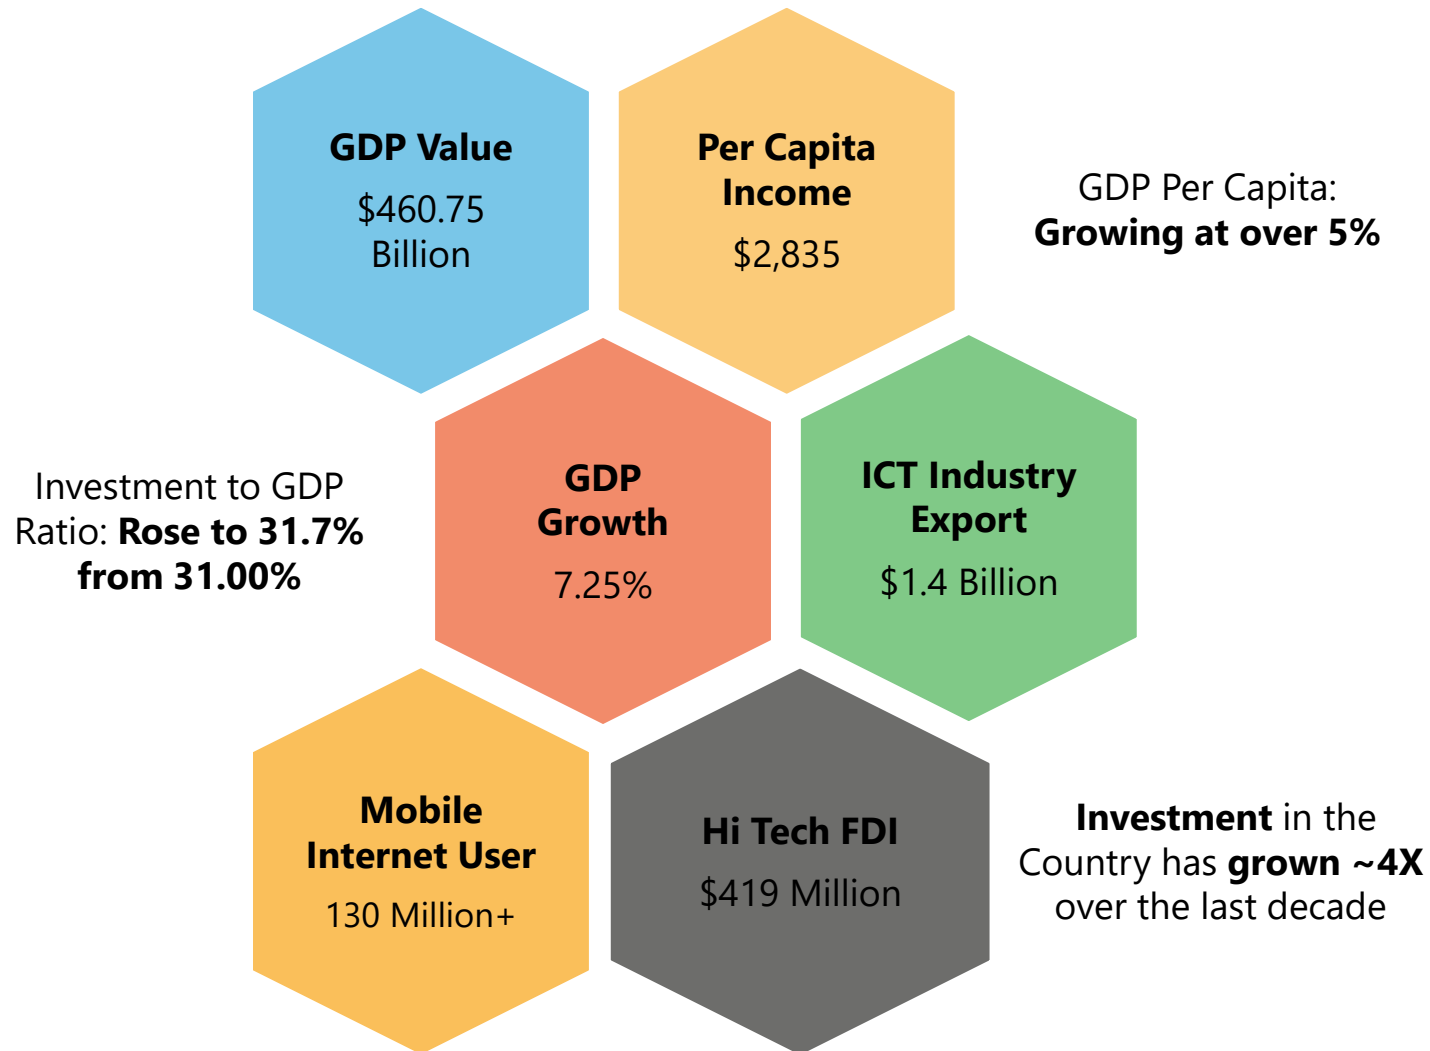 GDP Value
$460.75
Billion
Per Capita
Income
$2,835
GDP Per Capita:
Growing at over 5%
Investment to GDP
Ratio: Rose to 31.7%
from 31.00%
GDP
Growth
7.25%
ICT Industry
Export
$1.4 Billion
Mobile
Internet User
130 Million+
Hi Tech FDI
$419 Million
Investment in the
Country has grown ~4X
over the last decade